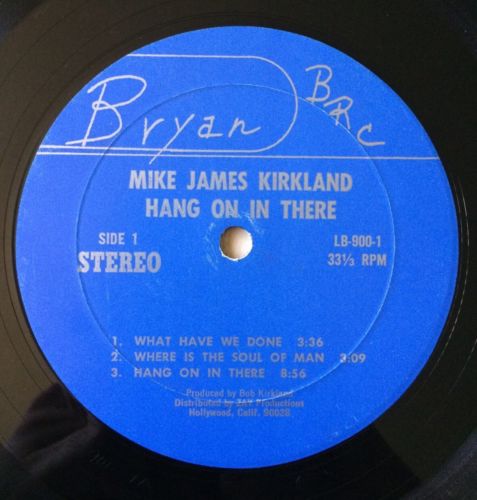 Bryan
BRC
MIKE JAMES KIRKLAND
HANG ON IN THERE
SIDE 1
STEREO
LB-900-1
33⅓ RPM
1. WHAT HAVE WE DONE 3:36
2. WHERE IS THE SOUL OF MAN 3:09
3. HANG ON IN THERE 8:56
Produced by Bob Kirkland
Distributed by ZAY Productions
Hollywood, Calif. 90028